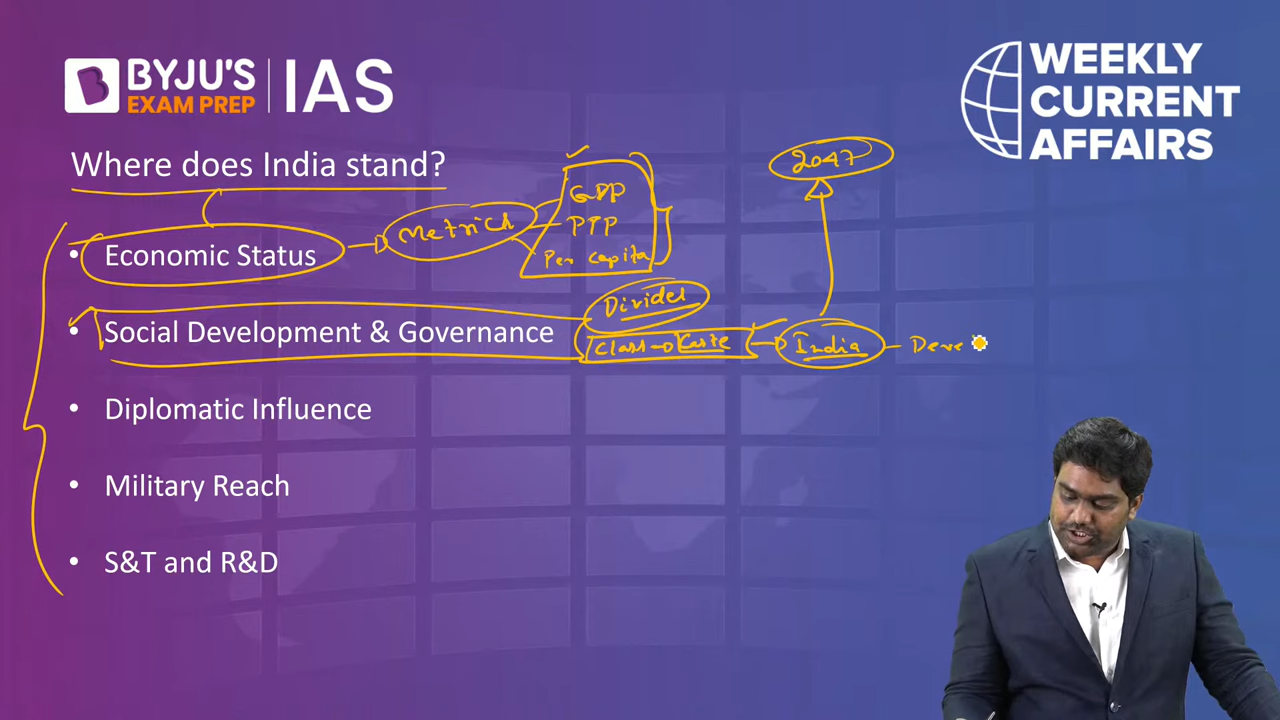 BYJU'S
EXAM PREP
IAS
WEEKLY
CURRENT
AFFAIRS
Where does India stand?
2047
GDP
PPP
Per capita
Metrics
• Economic Status
Divides
• Social Development & Governance
Class → Caste
India
Deve
• Diplomatic Influence
• Military Reach
• S&T and R&D